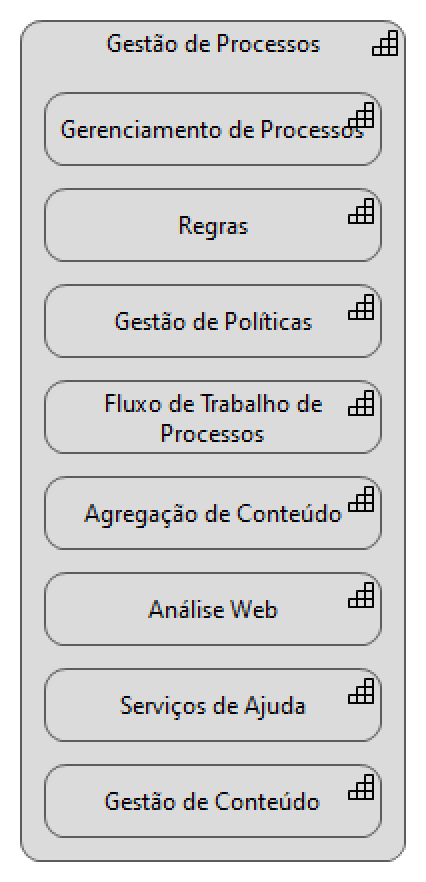 Gestão de Processos
Gerenciamento de Processos
Regras
Gestão de Políticas
Fluxo de Trabalho de
Processos
Agregação de Conteúdo
Análise Web
Serviços de Ajuda
Gestão de Conteúdo